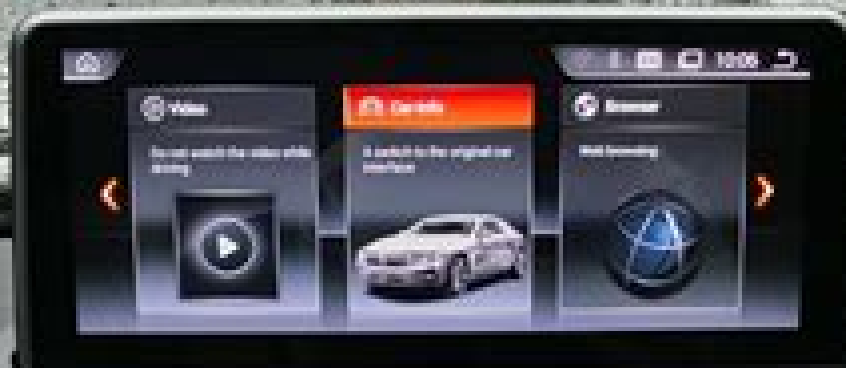 10:06
Video
Do not watch the video while
driving
Car Info
A switch to the original car
interface
Browser
Web browsing